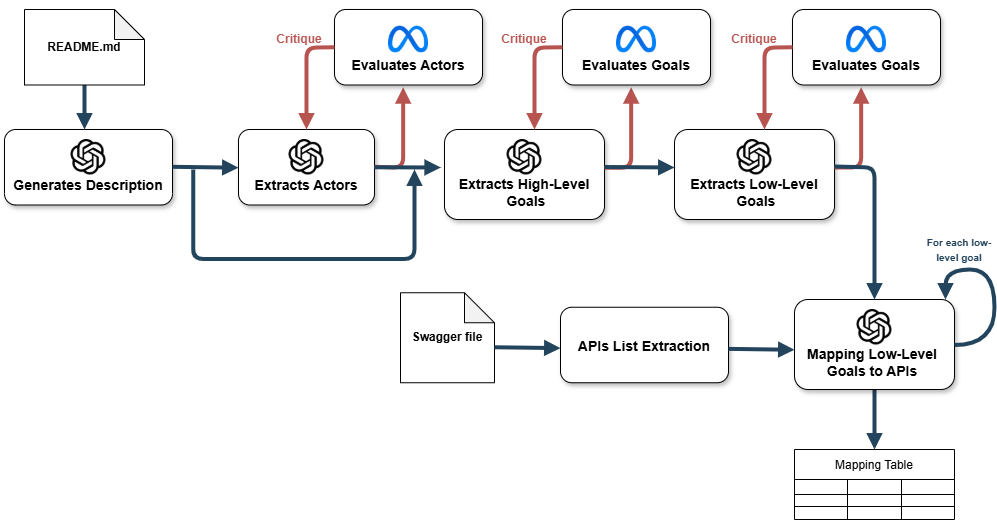 README.md
Critique
Evaluates Actors
Critique
Evaluates Goals
Critique
Evaluates Goals
Generates Description
Extracts Actors
Extracts High-Level
Goals
Extracts Low-Level
Goals
For each low-
level goal
Swagger file
APIs List Extraction
Mapping Low-Level
Goals to APIs
Mapping Table